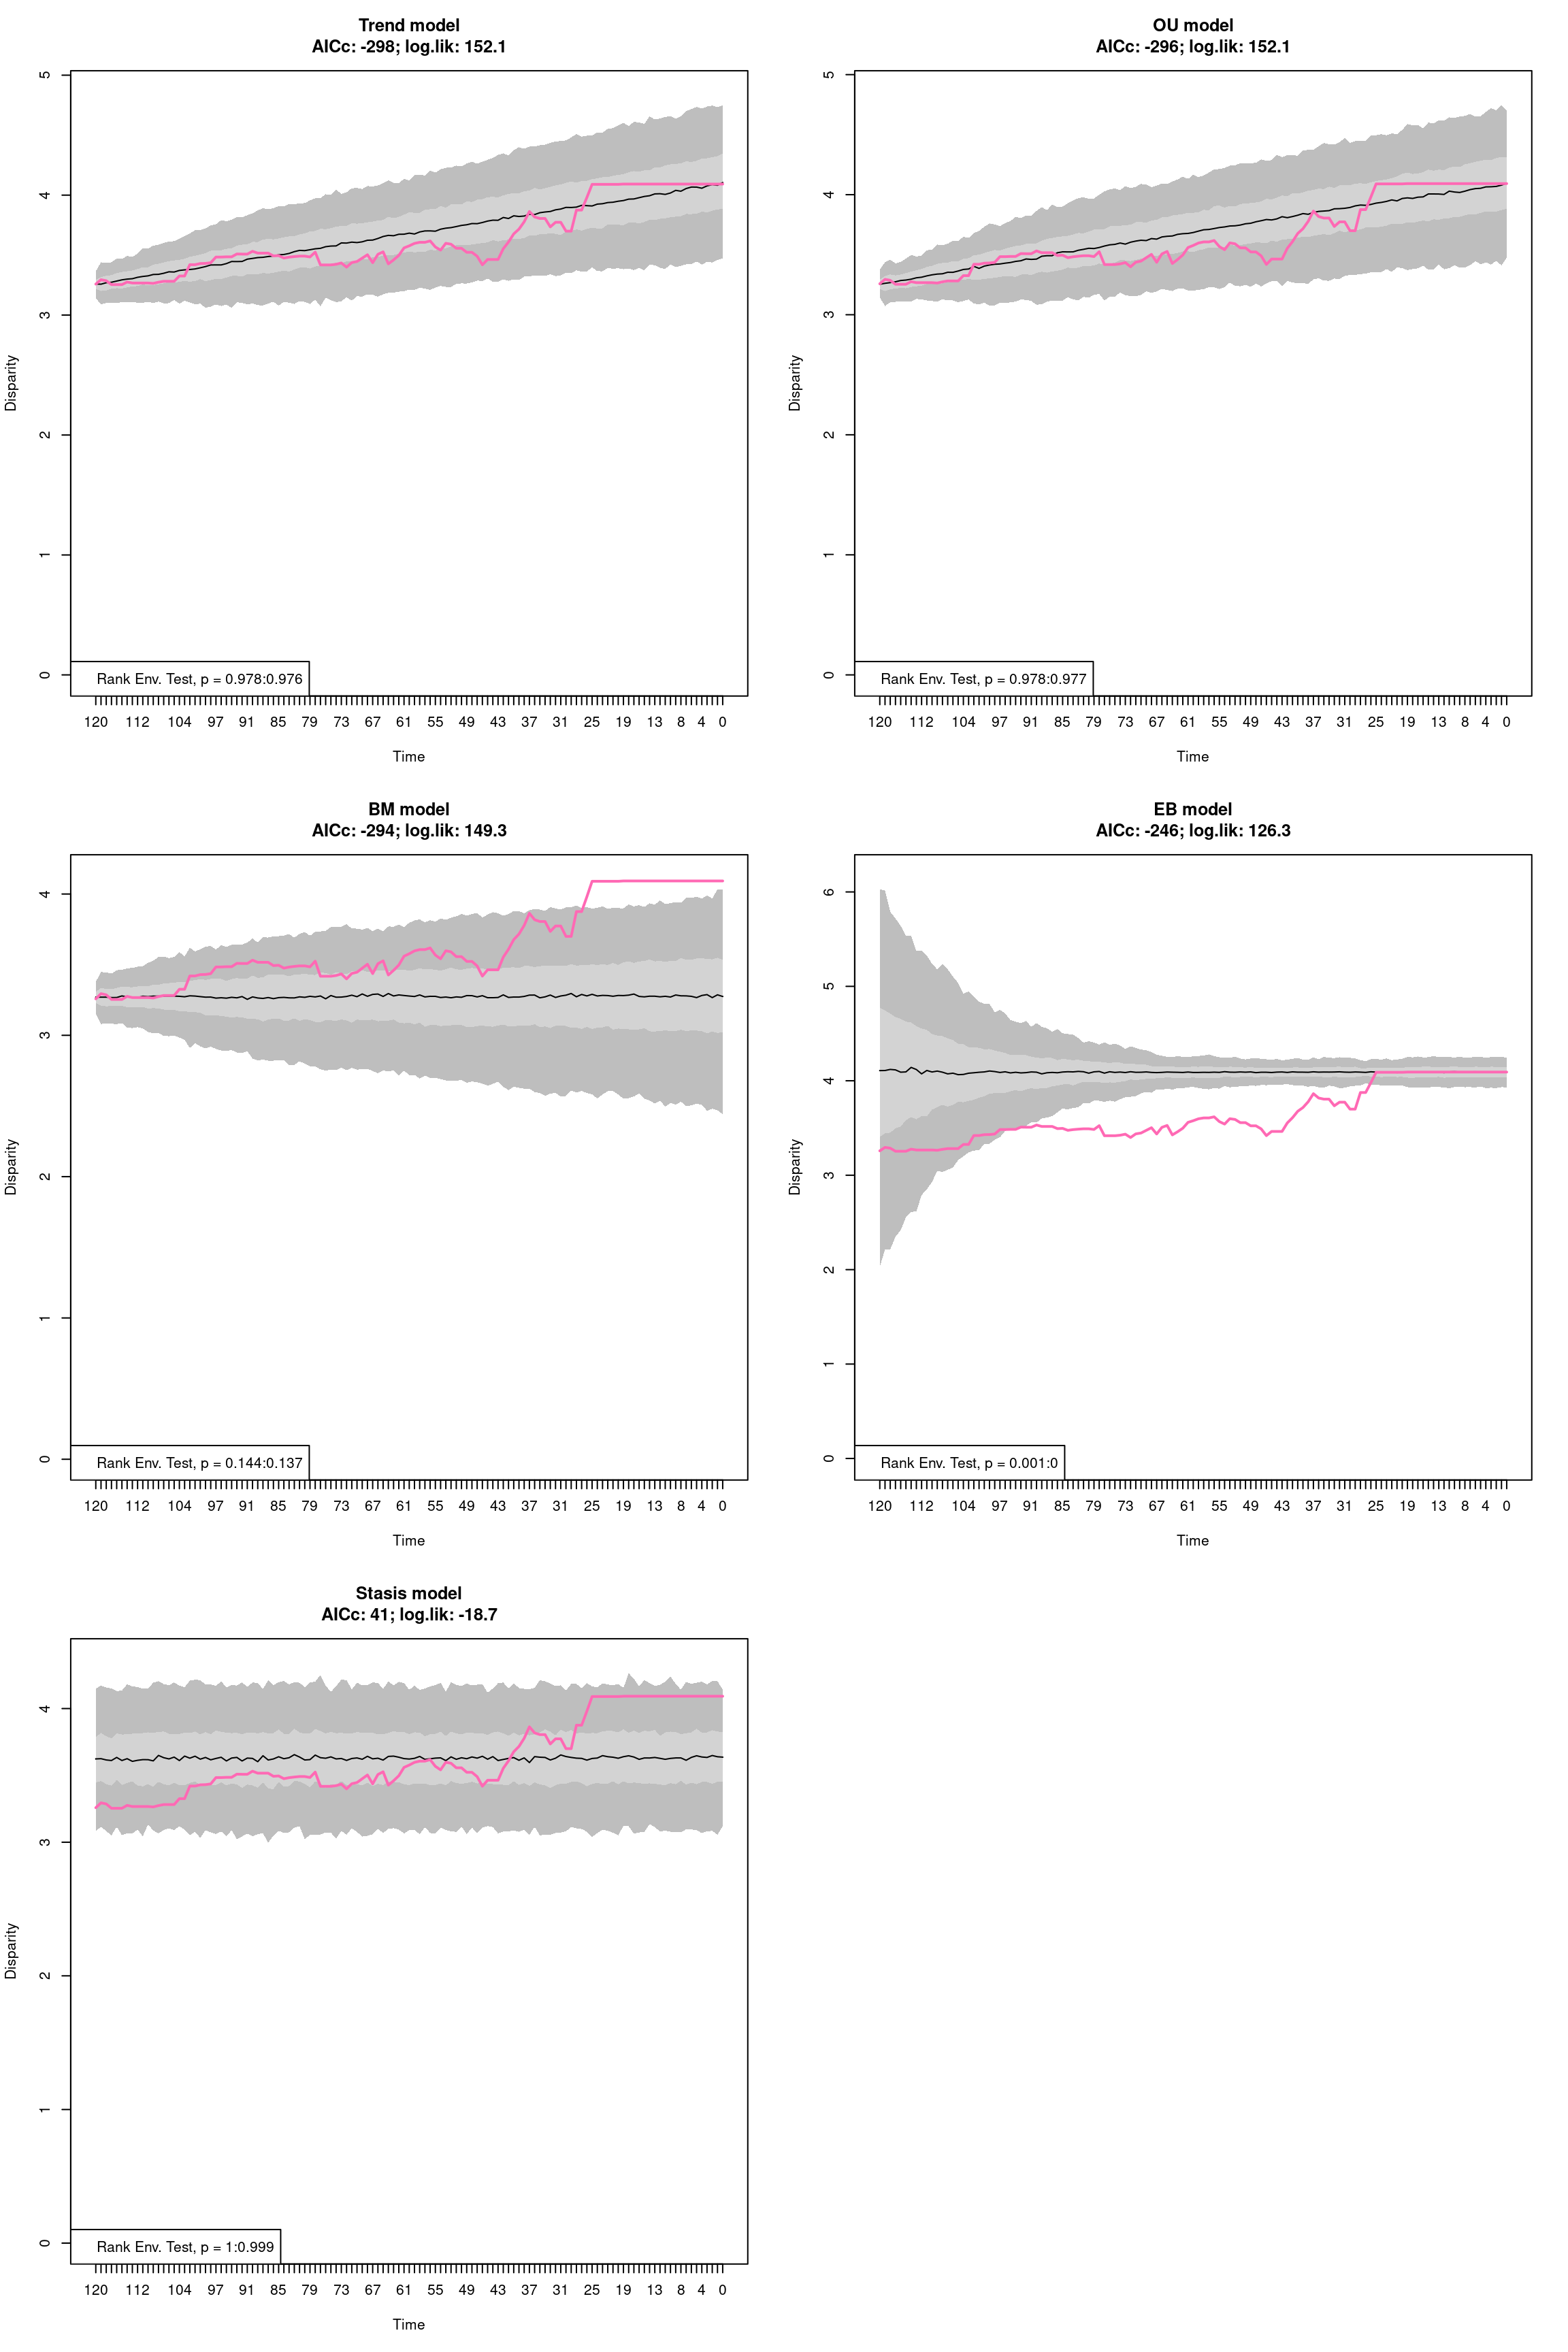 Trend model
AICc: -298; log.lik: 152.1
Disparity
5
4
3
2
1
0
Rank Env. Test, p = 0.978:0.976
120 112 104 97 91 85 79 73 67 61 55 49 43 37 31 25 19 13 8 4 0
Time
OU model
AICc: -296; log.lik: 152.1
Disparity
5
4
3
2
1
0
Rank Env. Test, p = 0.978:0.977
120 112 104 97 91 85 79 73 67 61 55 49 43 37 31 25 19 13 8 4 0
Time
BM model
AICc: -294; log.lik: 149.3
Disparity
4
3
2
1
0
Rank Env. Test, p = 0.144:0.137
120 112 104 97 91 85 79 73 67 61 55 49 43 37 31 25 19 13 8 4 0
Time
EB model
AICc: -246; log.lik: 126.3
Disparity
6
5
4
3
2
1
0
Rank Env. Test, p = 0.001:0
120 112 104 97 91 85 79 73 67 61 55 49 43 37 31 25 19 13 8 4 0
Time
Stasis model
AICc: 41; log.lik: -18.7
Disparity
4
3
2
1
0
Rank Env. Test, p = 1:0.999
120 112 104 97 91 85 79 73 67 61 55 49 43 37 31 25 19 13 8 4 0
Time